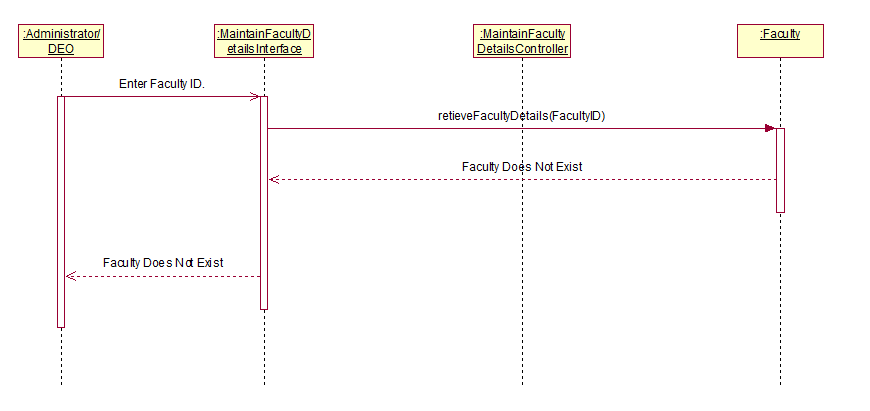 :Administrator/
DEO
:MaintainFacultyD
etailsInterface
:MaintainFaculty
DetailsController
:Faculty
Enter Faculty ID.
retieveFacultyDetails(FacultyID)
Faculty Does Not Exist
Faculty Does Not Exist